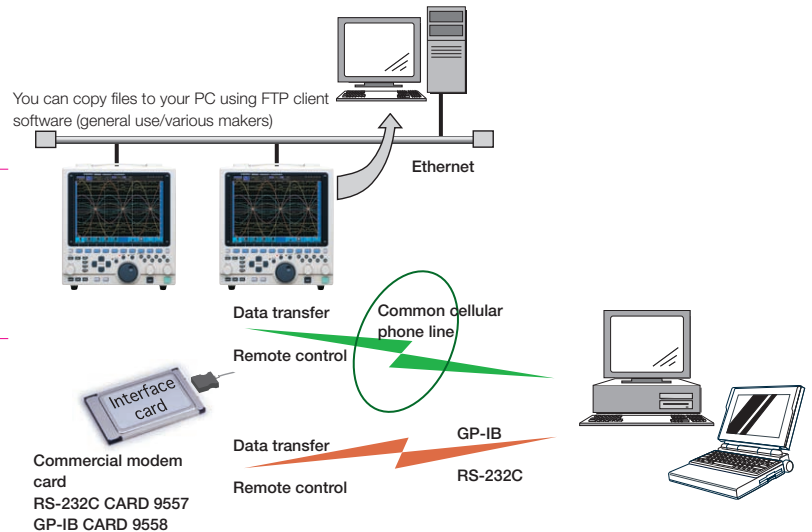 You can copy files to your PC using FTP client
software (general use/various makers)
Ethernet
Data transfer
Common cellular
phone line
Remote control
Interface
card
Commercial modem
card
RS-232C CARD 9557
GP-IB CARD 9558
Data transfer
GP-IB
Remote control
RS-232C